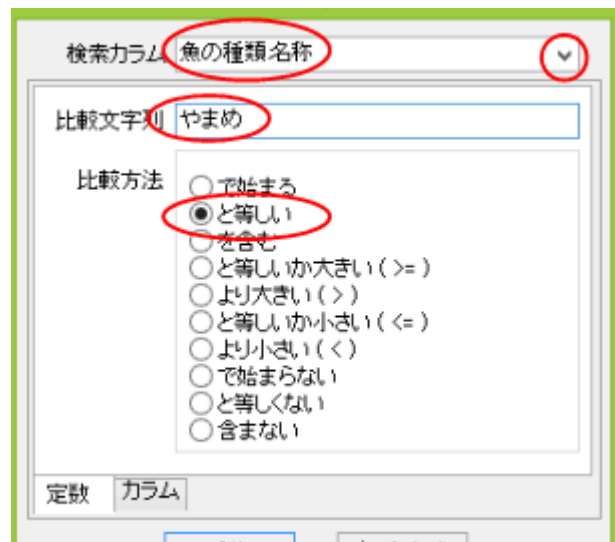 検索カラム 魚の種類名称
比較文字列 やまめ
比較方法
で始まる
と等しい
を含む
と等しいか大きい(>=)
より大きい(>)
と等しいか小さい(<=)
より小さい(<)
で始まらない
と等しくない
含まない
定数 カラム